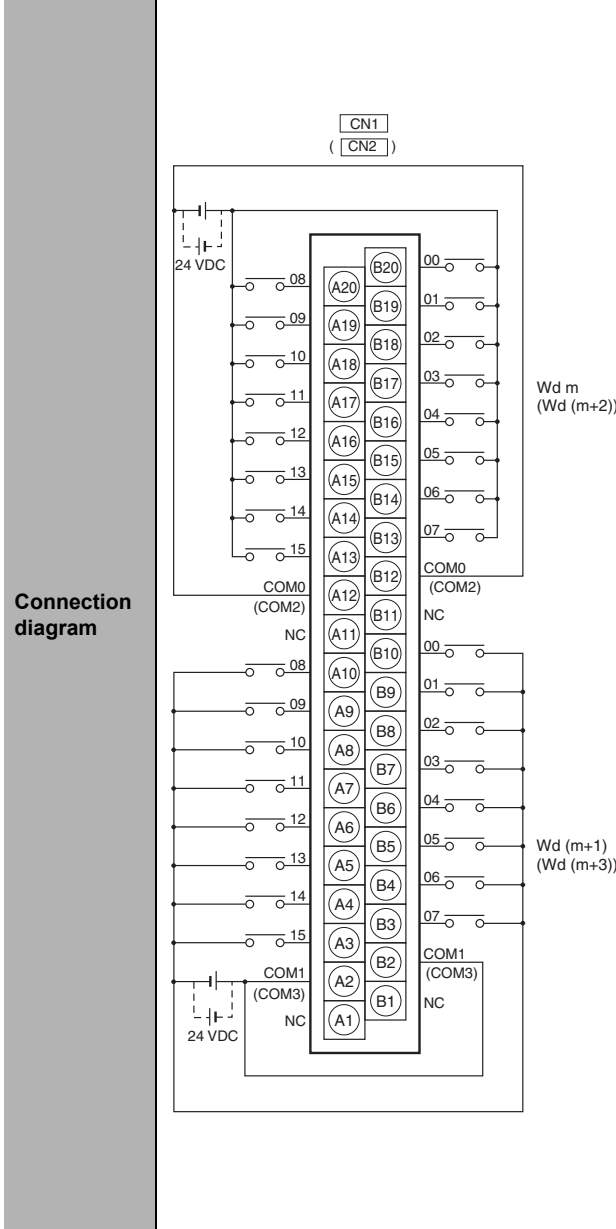 Connection
diagram
CN1
( CN2 )
24 VDC
08 A20 B20 00
09 A19 B19 01
10 A18 B18 02
11 A17 B17 03
12 A16 B16 04
13 A15 B15 05
14 A14 B14 06
15 A13 B13 07
Wd m
(Wd (m+2))
COM0 A12 B12 COM0
(COM2) (COM2)
NC A11 B11 NC
08 A10 B10 00
09 A9 B9 01
10 A8 B8 02
11 A7 B7 03
12 A6 B6 04
13 A5 B5 05
14 A4 B4 06
15 A3 B3 07
Wd (m+1)
(Wd (m+3))
COM1 A2 B2 COM1
(COM3) (COM3)
NC A1 B1 NC
24 VDC